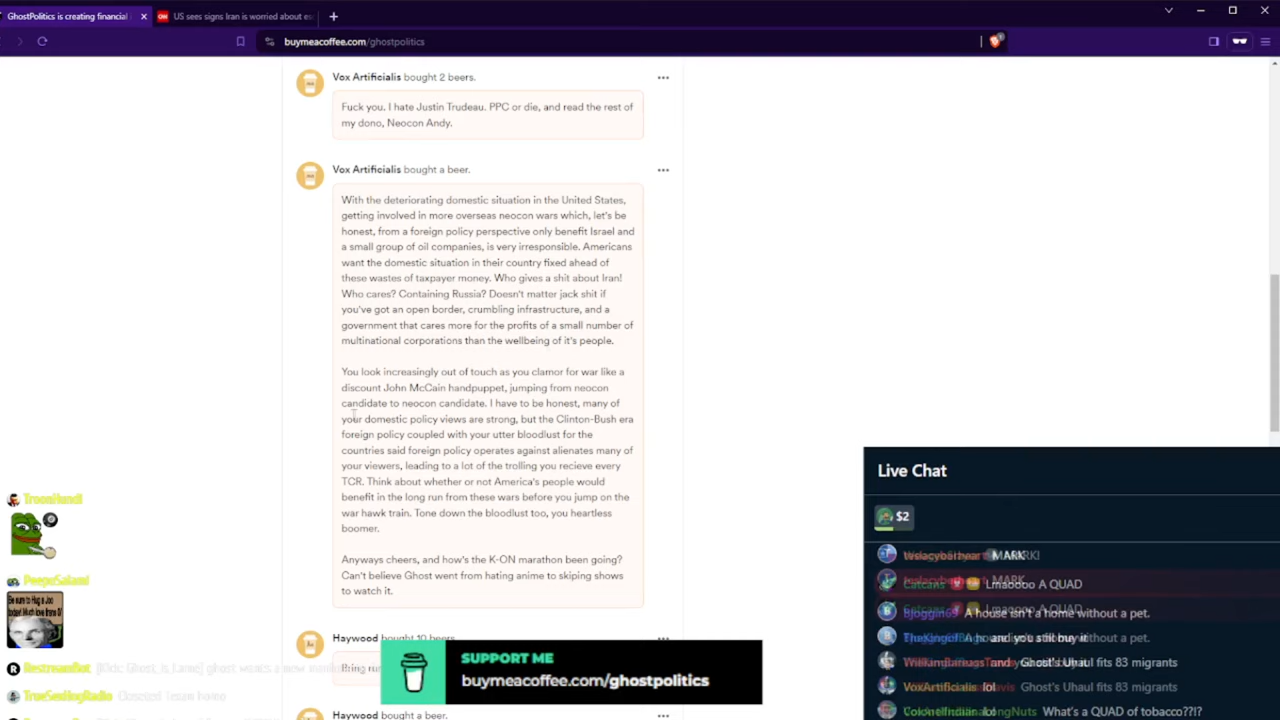 GhostPolitics is creating financial
US sees signs Iran is worried about es
buymeacoffee.com/ghostpolitics
Vox Artificialis bought 2 beers.
Fuck you. I hate Justin Trudeau. PPC or die, and read the rest of
my dono, Neocon Andy.
Vox Artificialis bought a beer.
With the deteriorating domestic situation in the United States,
getting involved in more overseas neocon wars which, let's be
honest, from a foreign policy perspective only benefit Israel and
a small group of oil companies, is very irresponsible. Americans
want the domestic situation in their country fixed ahead of
these wastes of taxpayer money. Who gives a shit about Iran!
Who cares? Containing Russia? Doesn't matter jack shit if
you've got an open border, crumbling infrastructure, and a
government that cares more for the profits of a small number of
multinational corporations than the wellbeing of it's people.
You look increasingly out of touch as you clamor for war like a
discount John McCain handpuppet, jumping from neocon
candidate to neocon candidate. I have to be honest, many of
your domestic policy views are strong, but the Clinton-Bush era
foreign policy coupled with your utter bloodlust for the
countries said foreign policy operates against alienates many of
your viewers, leading to a lot of the trolling you recieve every
TCR. Think about whether or not America's people would
benefit in the long run from these wars before you jump on the
war hawk train. Tone down the bloodlust too, you heartless
boomer.
Anyways cheers, and how's the K-ON marathon been going?
Can't believe Ghost went from hating anime to skiping shows
to watch it.
Haywood bought 10 beers.
Bring
Haywood bought a beer.
SUPPORT ME
buymeacoffee.com/ghostpolitics
TroonHundi
PeepoSalami
RestreamBot
TrueSeedlogRadio
Live Chat
$2
MARK!
Catcans Lmaoooo A QUAD
Bjoggin69 A house isn't a home without a pet.
and you still buy it
Ghost's Uhaul fits 83 migrants
VoxArtificialis lol
What's a QUAD of tobacco??!?